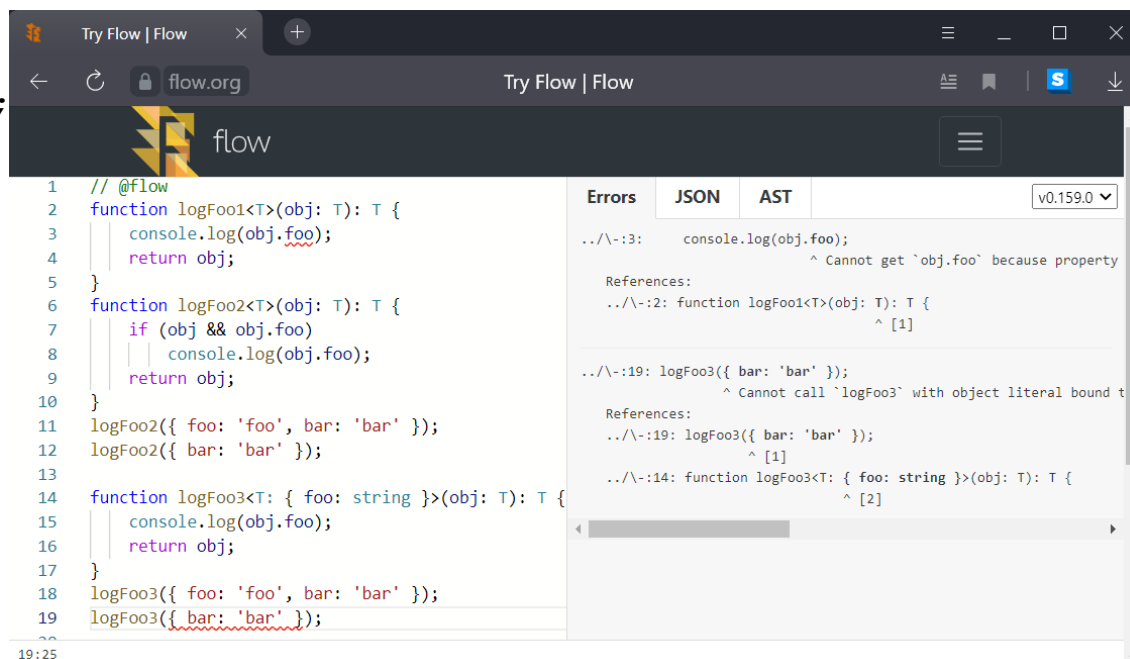 Try Flow | Flow
flow.org
Try Flow | Flow
S
;
flow
1 // @flow
2 function logFoo1<T>(obj: T): T {
3     console.log(obj.foo);
4     return obj;
5 }
6 function logFoo2<T>(obj: T): T {
7     if (obj && obj.foo)
8         console.log(obj.foo);
9     return obj;
10 }
11 logFoo2({ foo: 'foo', bar: 'bar' });
12 logFoo2({ bar: 'bar' });
13
14 function logFoo3<T: { foo: string }>(obj: T): T {
15     console.log(obj.foo);
16     return obj;
17 }
18 logFoo3({ foo: 'foo', bar: 'bar' });
19 logFoo3({ bar: 'bar' });
19:25
Errors JSON AST v0.159.0
../\-:3:     console.log(obj.foo);
^ Cannot get `obj.foo` because property
References:
../\-:2: function logFoo1<T>(obj: T): T {
^ [1]
../\-:19: logFoo3({ bar: 'bar' });
^ Cannot call `logFoo3` with object literal bound t
References:
../\-:19: logFoo3({ bar: 'bar' });
^ [1]
../\-:14: function logFoo3<T: { foo: string }>(obj: T): T {
^ [2]